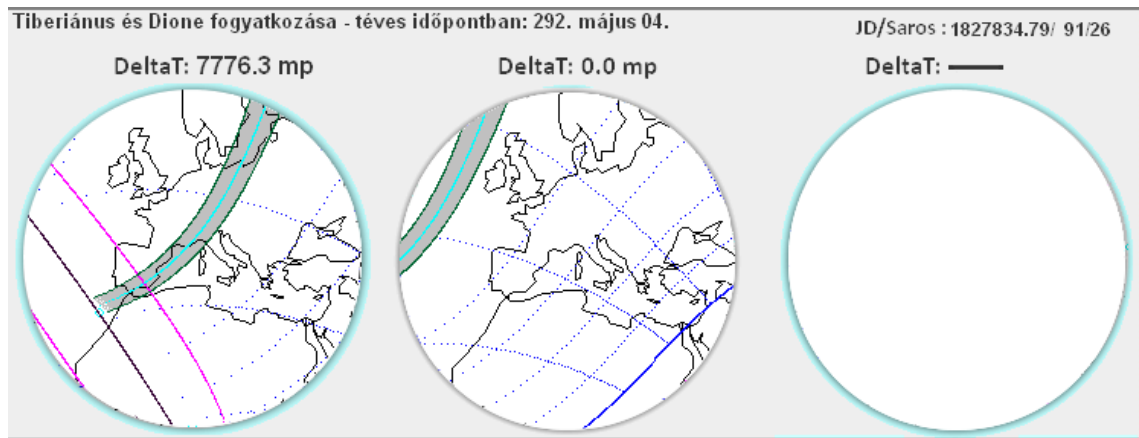 Tiberiánus és Dione fogyatkozása - téves időpontban: 292. május 04.
JD/Saros : 1827834.79/ 91/26
DeltaT: 7776.3 mp
DeltaT: 0.0 mp
DeltaT: